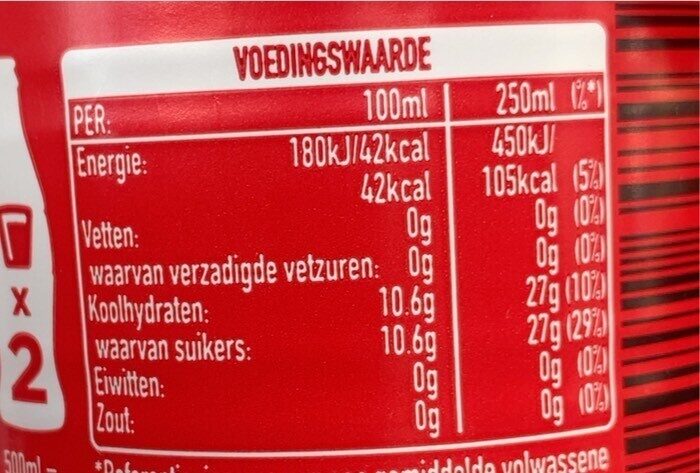 VOEDINGSWAARDE
PER: 100ml 250ml (%*)
Energie: 180kJ/42kcal 450kJ/
42kcal 105kcal (5%)
Vetten: 0g 0g (0%)
waarvan verzadigde vetzuren: 0g 0g (0%)
Koolhydraten: 10.6g 27g (10%)
waarvan suikers: 10.6g 27g (29%)
Eiwitten: 0g 0g (0%)
Zout: 0g 0g (0%)
x
2
500ml = gemiddelde volwassene